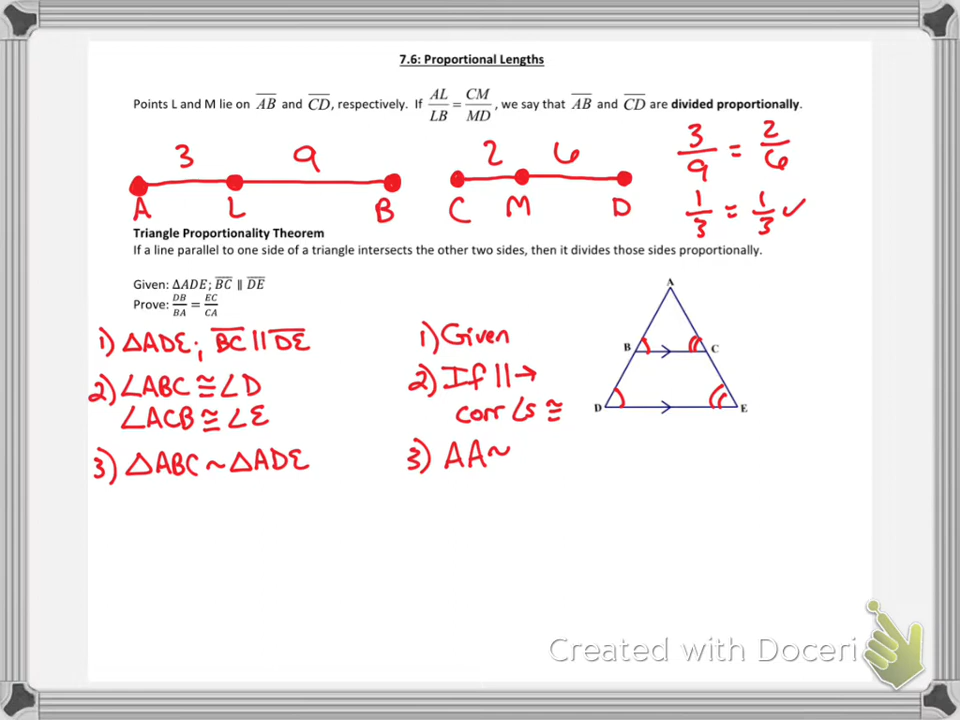 7.6: Proportional Lengths
Points L and M lie on AB and CD, respectively. If AL/LB = CM/MD, we say that AB and CD are divided proportionally.
3 9 2 6 3/9 = 2/6
A L B C M D 1/3 = 1/3 ✓
Triangle Proportionality Theorem
If a line parallel to one side of a triangle intersects the other two sides, then it divides those sides proportionally.
Given: ΔADE; BC ∥ DE
Prove: DB/BA = EC/CA
1) △ADE; BC || DE
2) ∠ABC ≅ ∠D
∠ACB ≅ ∠E
3) △ABC ~ △ADE
1) Given
2) If || →
corr ∠s ≅
3) AA~
A
B C
D E
Created with Doceri